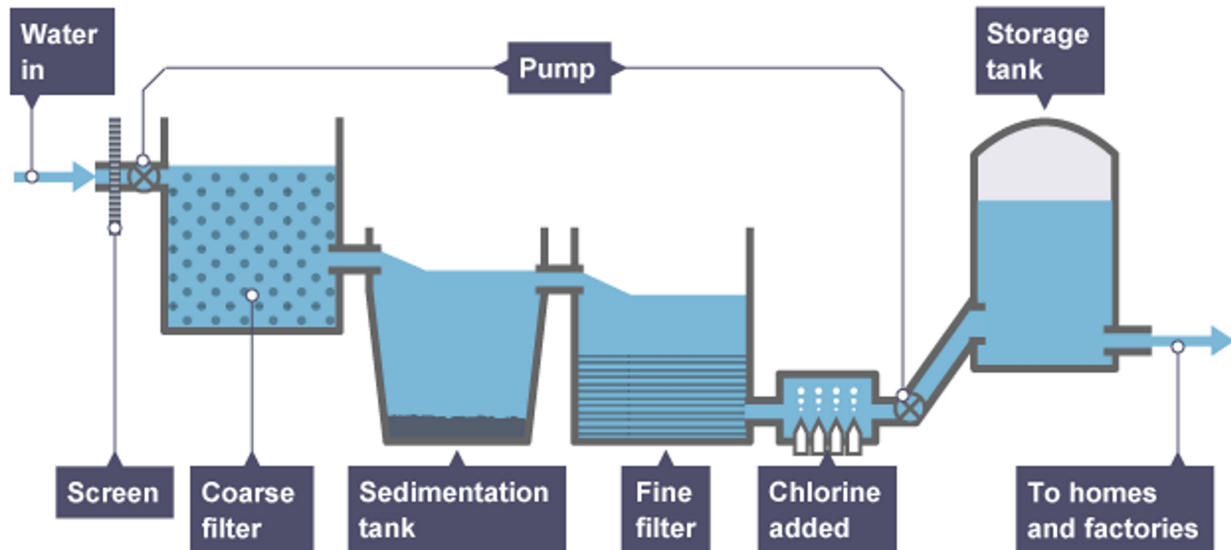 Water
in
Pump
Storage
tank
Screen
Coarse
filter
Sedimentation
tank
Fine
filter
Chlorine
added
To homes
and factories